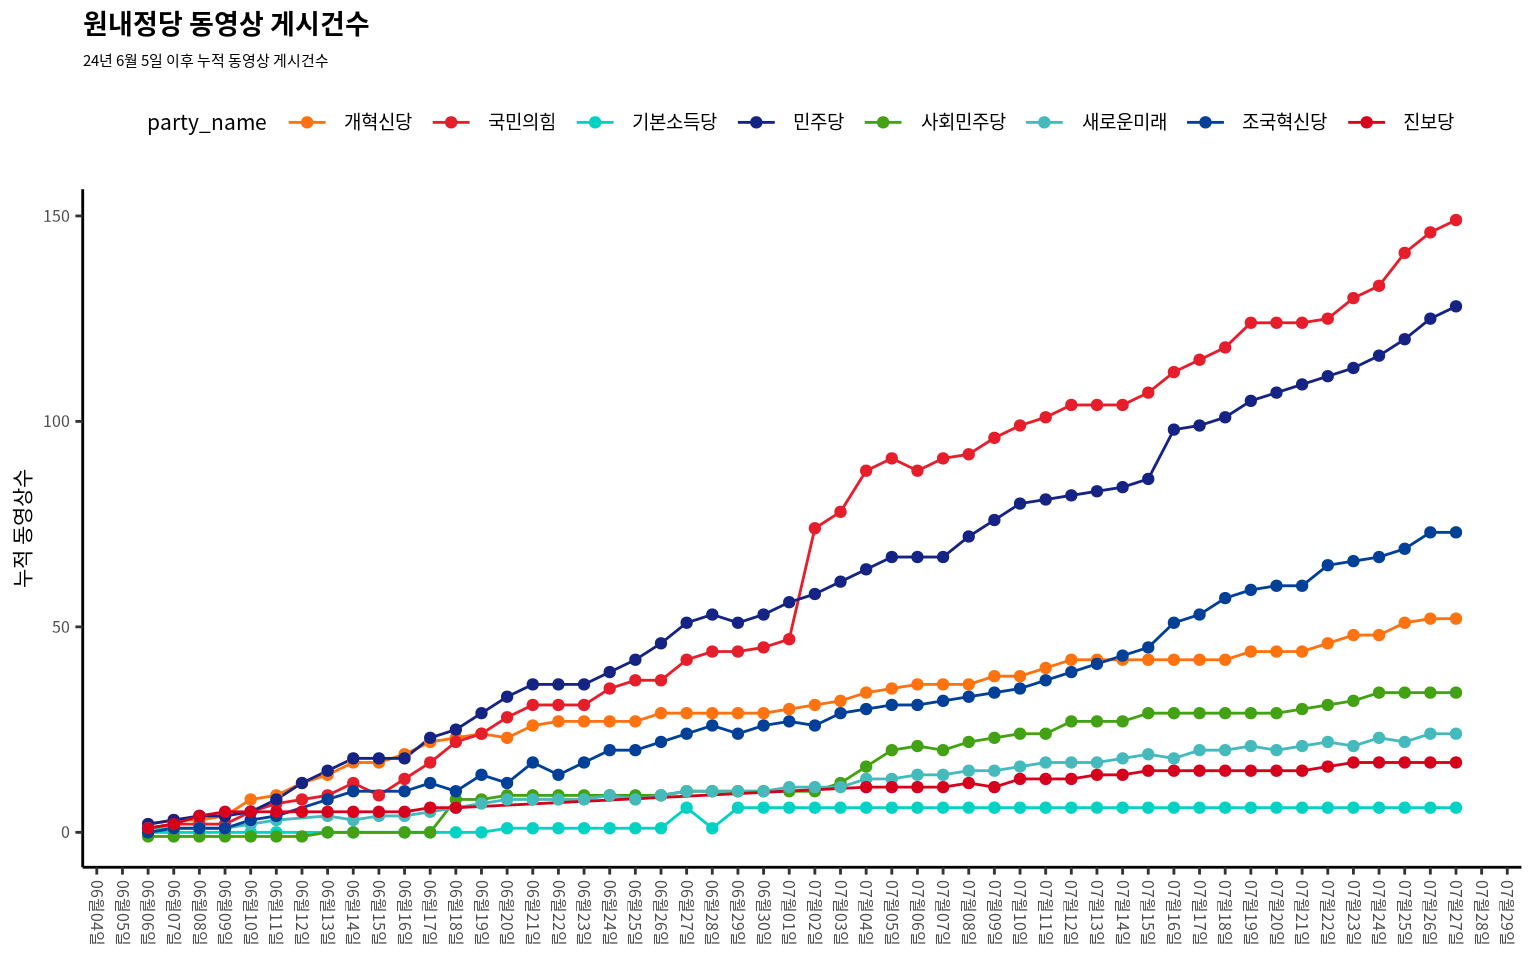 원내정당 동영상 게시건수
24년 6월 5일 이후 누적 동영상 게시건수
party_name 개혁신당 국민의힘 기본소득당 민주당 사회민주당 새로운미래 조국혁신당 진보당
누적 동영상수
150
100
50
0
06월04일
06월05일
06월06일
06월07일
06월08일
06월09일
06월10일
06월11일
06월12일
06월13일
06월14일
06월15일
06월16일
06월17일
06월18일
06월19일
06월20일
06월21일
06월22일
06월23일
06월24일
06월25일
06월26일
06월27일
06월28일
06월29일
06월30일
07월01일
07월02일
07월03일
07월04일
07월05일
07월06일
07월07일
07월08일
07월09일
07월10일
07월11일
07월12일
07월13일
07월14일
07월15일
07월16일
07월17일
07월18일
07월19일
07월20일
07월21일
07월22일
07월23일
07월24일
07월25일
07월26일
07월27일
07월28일
07월29일